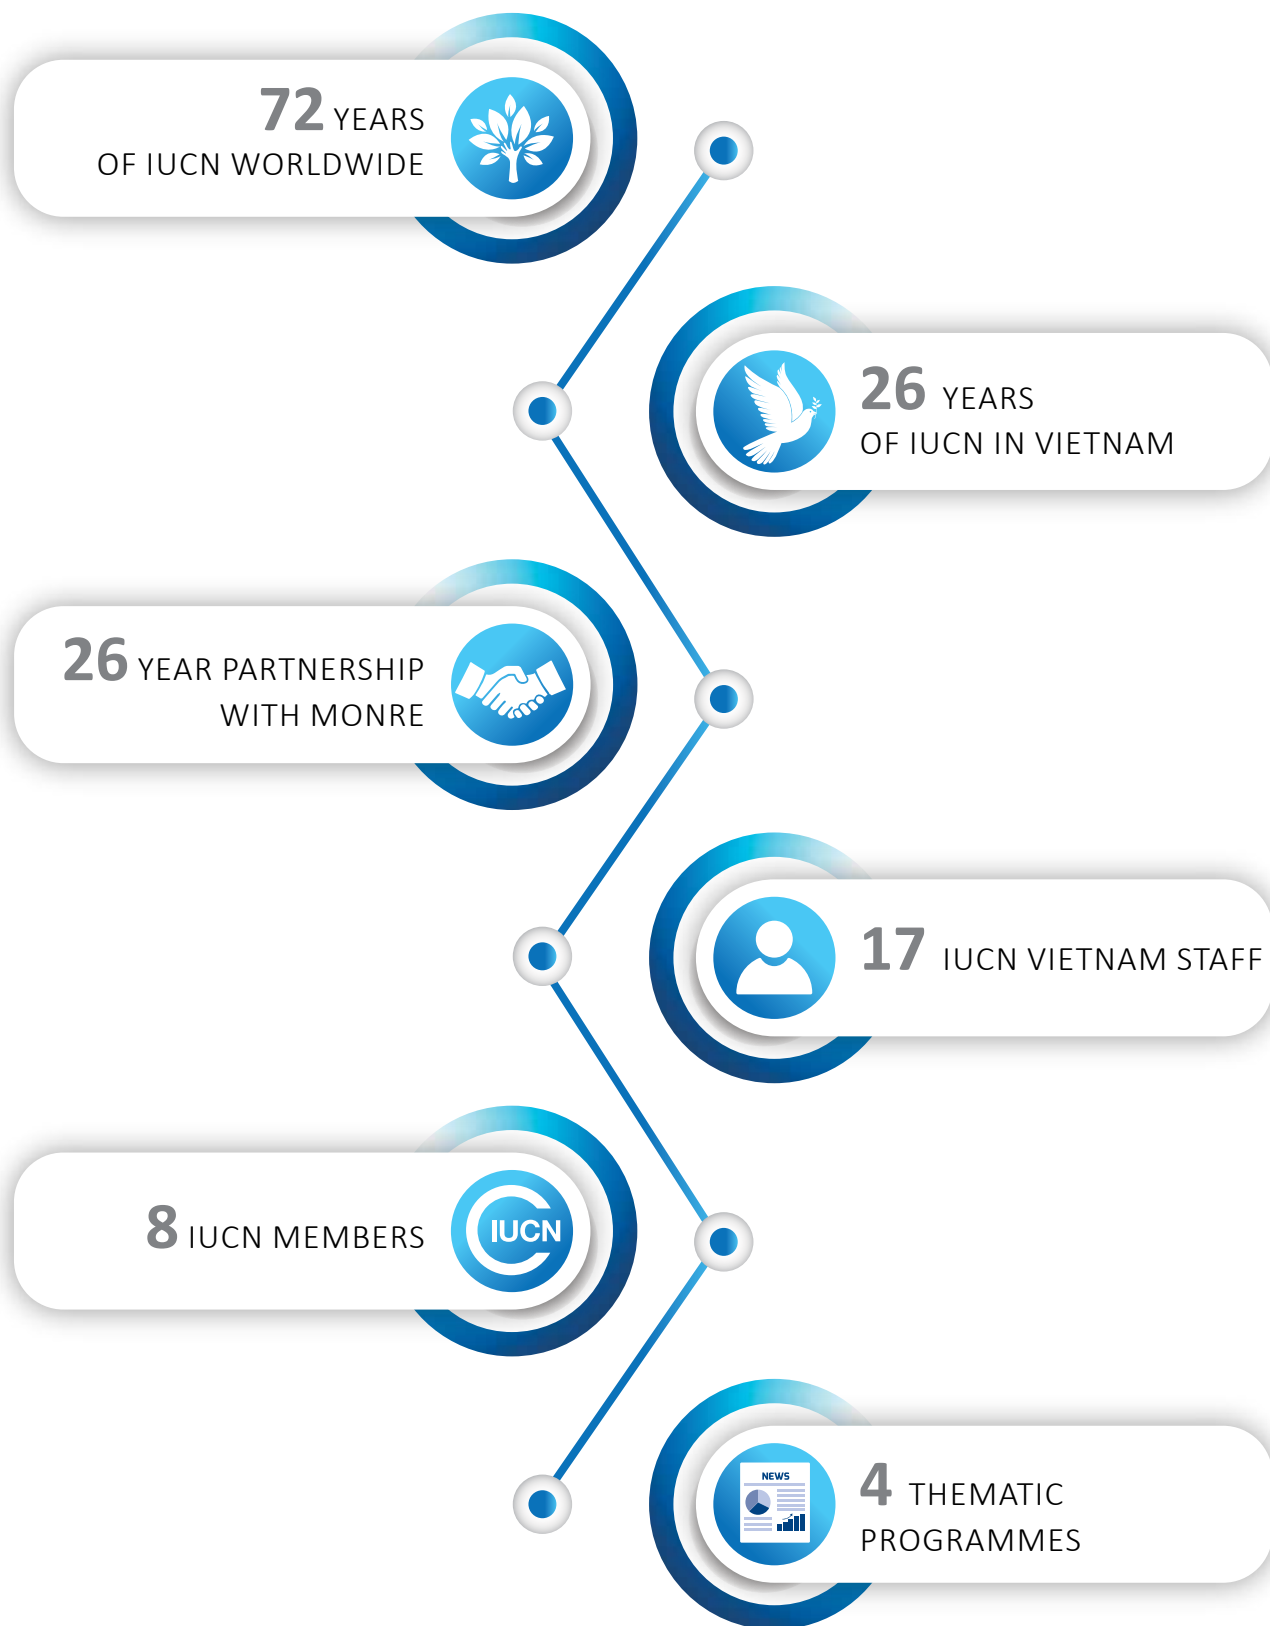 72 YEARS
OF IUCN WORLDWIDE
26 YEARS
OF IUCN IN VIETNAM
26 YEAR PARTNERSHIP
WITH MONRE
17 IUCN VIETNAM STAFF
8 IUCN MEMBERS
IUCN
NEWS
4 THEMATIC
PROGRAMMES